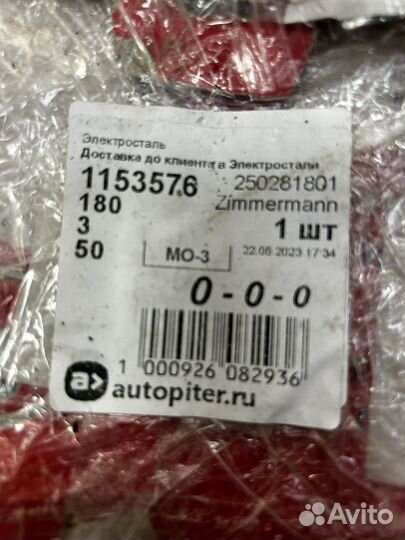 Электросталь
Доставка до клиента в Электростали
1153576 250281801
180 Zimmermann
3 1 шт
50 МО-3 22.06.2023 17:34
0 - 0 - 0
1 000926 082936
a> autopiter.ru
Avito